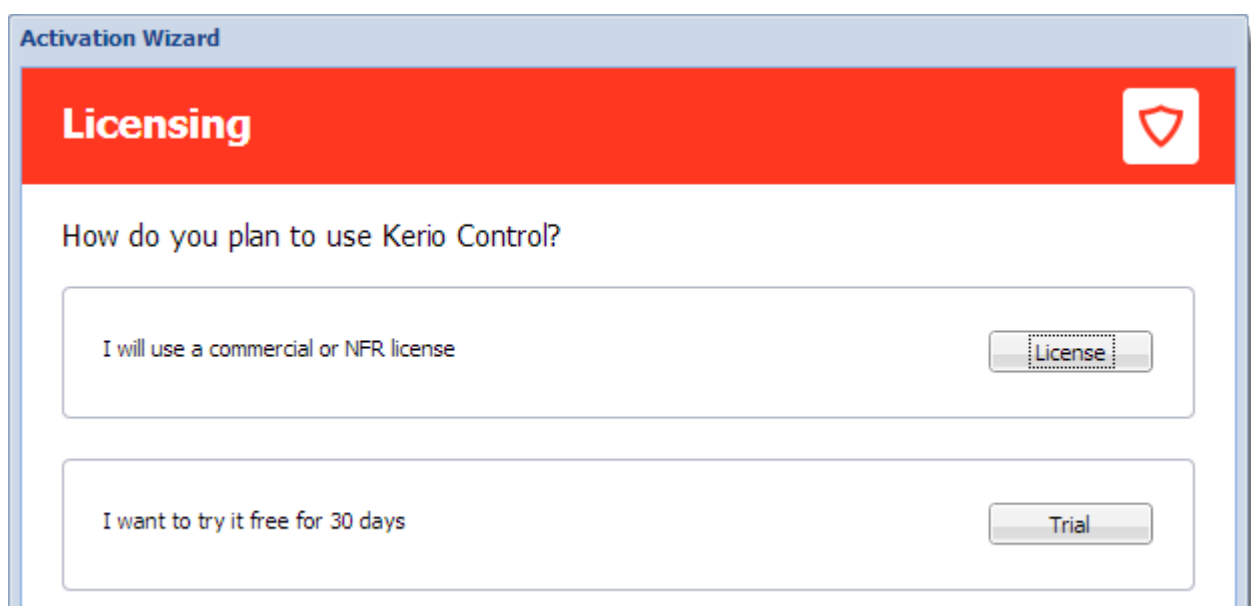 Activation Wizard
Licensing
How do you plan to use Kerio Control?
I will use a commercial or NFR license
License
I want to try it free for 30 days
Trial